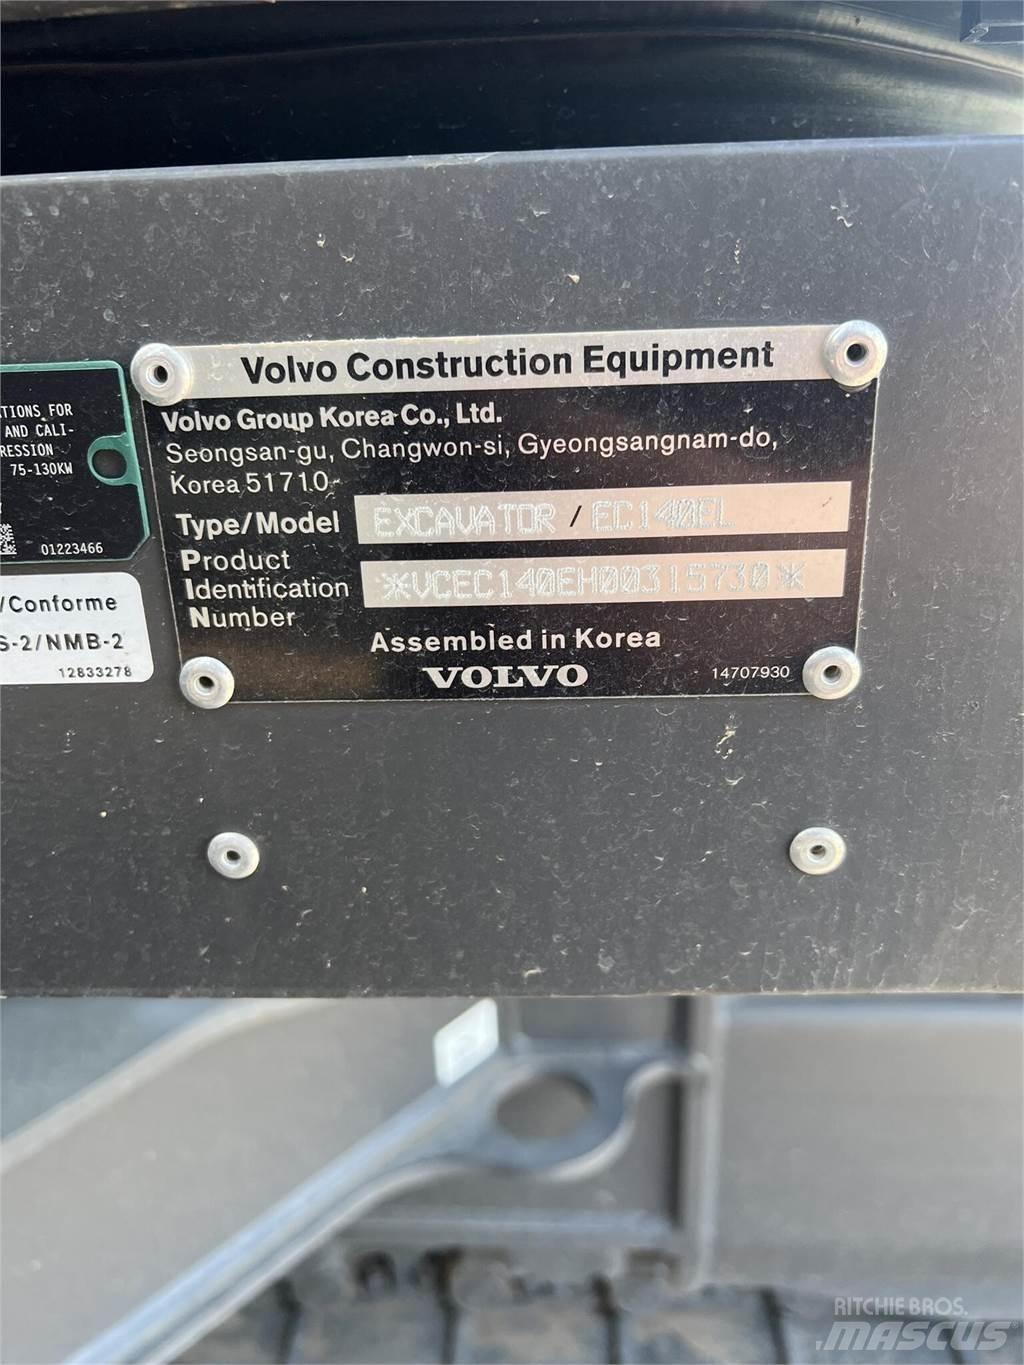 TIONS FOR
AND CALI-
RESSION
75-130KW
01223466
/Conforme
S-2/NMB-2
12833278
Volvo Construction Equipment
Volvo Group Korea Co., Ltd.
Seongsan-gu, Changwon-si, Gyeongsangnam-do,
Korea 51710
Type/Model EXCAVATOR / EC140EL
Product
Identification *VCEC140EH00315730*
Number
Assembled in Korea
VOLVO
14707930
RITCHIE BROS.
MASCUS